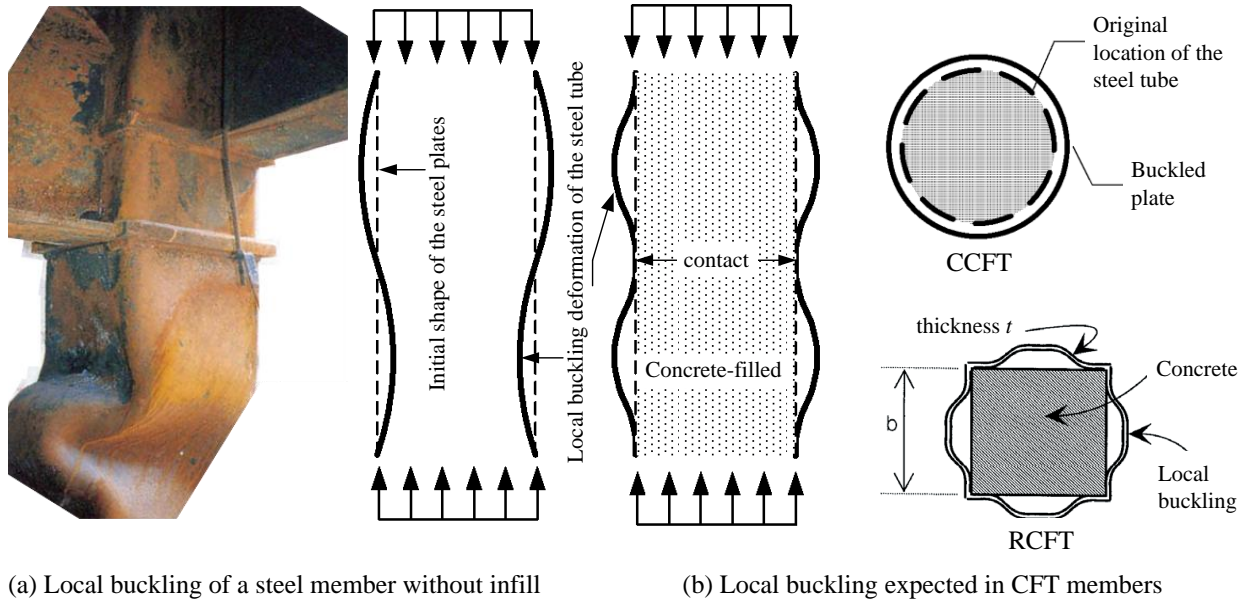 Initial shape of the steel plates
Local buckling deformation of the steel tube
contact
Concrete-filled
Original
location of the
steel tube
Buckled
plate
CCFT
thickness t
b
Concrete
Local
buckling
RCFT
(a) Local buckling of a steel member without infill
(b) Local buckling expected in CFT members